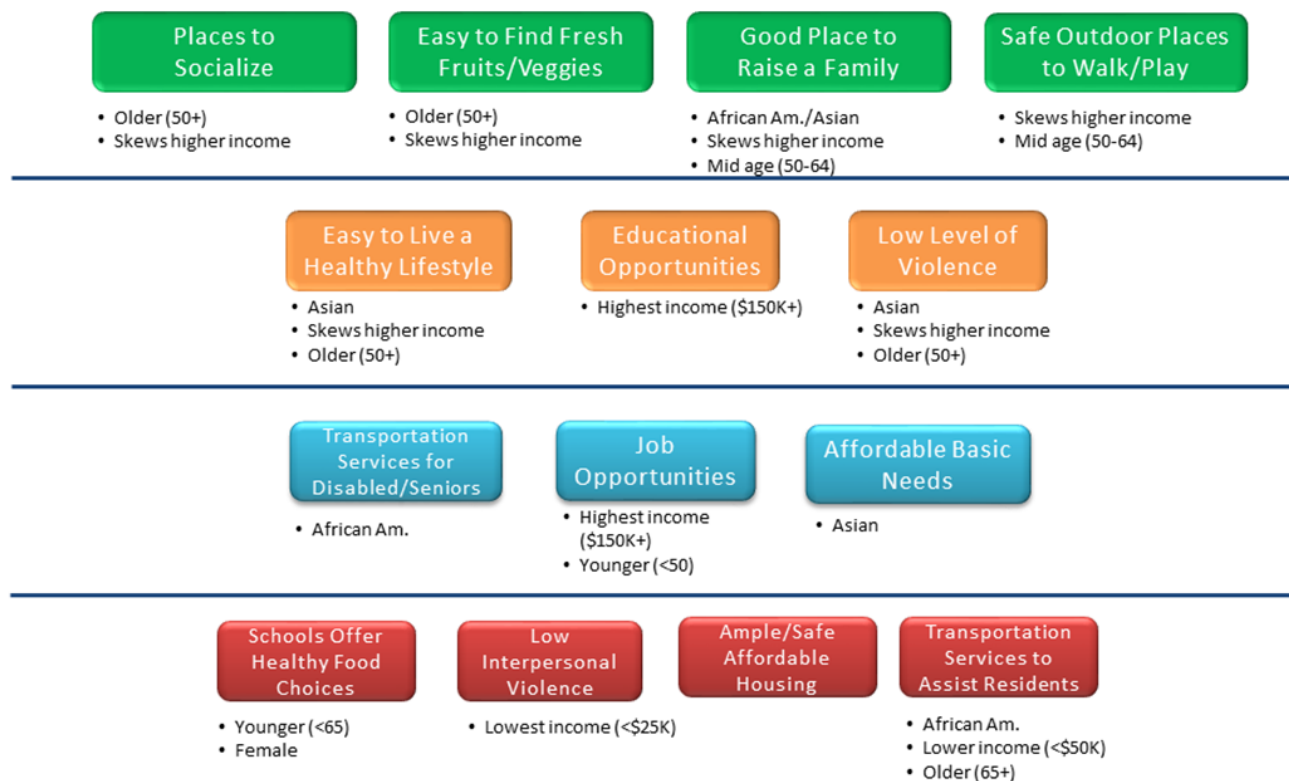 Places to
Socialize
• Older (50+)
• Skews higher income
Easy to Find Fresh
Fruits/Veggies
• Older (50+)
• Skews higher income
Good Place to
Raise a Family
• African Am./Asian
• Skews higher income
• Mid age (50-64)
Safe Outdoor Places
to Walk/Play
• Skews higher income
• Mid age (50-64)
Easy to Live a
Healthy Lifestyle
• Asian
• Skews higher income
• Older (50+)
Educational
Opportunities
• Highest income ($150K+)
Low Level of
Violence
• Asian
• Skews higher income
• Older (50+)
Transportation
Services for
Disabled/Seniors
• African Am.
Job
Opportunities
• Highest income
($150K+)
• Younger (<50)
Affordable Basic
Needs
• Asian
Schools Offer
Healthy Food
Choices
• Younger (<65)
• Female
Low
Interpersonal
Violence
• Lowest income (<$25K)
Ample/Safe
Affordable
Housing
Transportation
Services to
Assist Residents
• African Am.
• Lower income (<$50K)
• Older (65+)